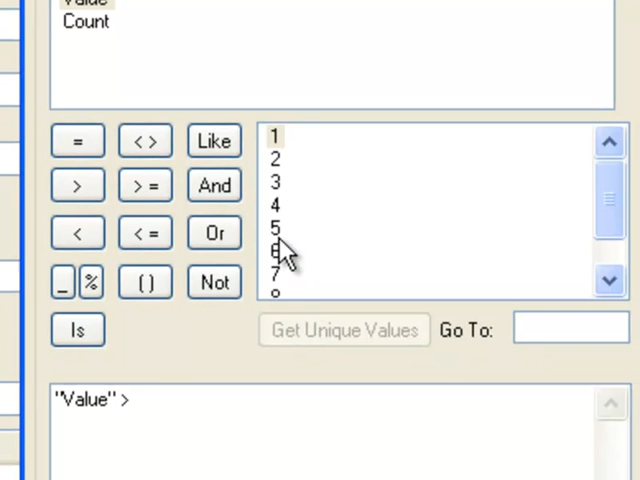 Value
Count
= < > Like
> > = And
< < = Or
_ % ( ) Not
Is
1
2
3
4
5
6
7
Get Unique Values Go To:
"Value" >